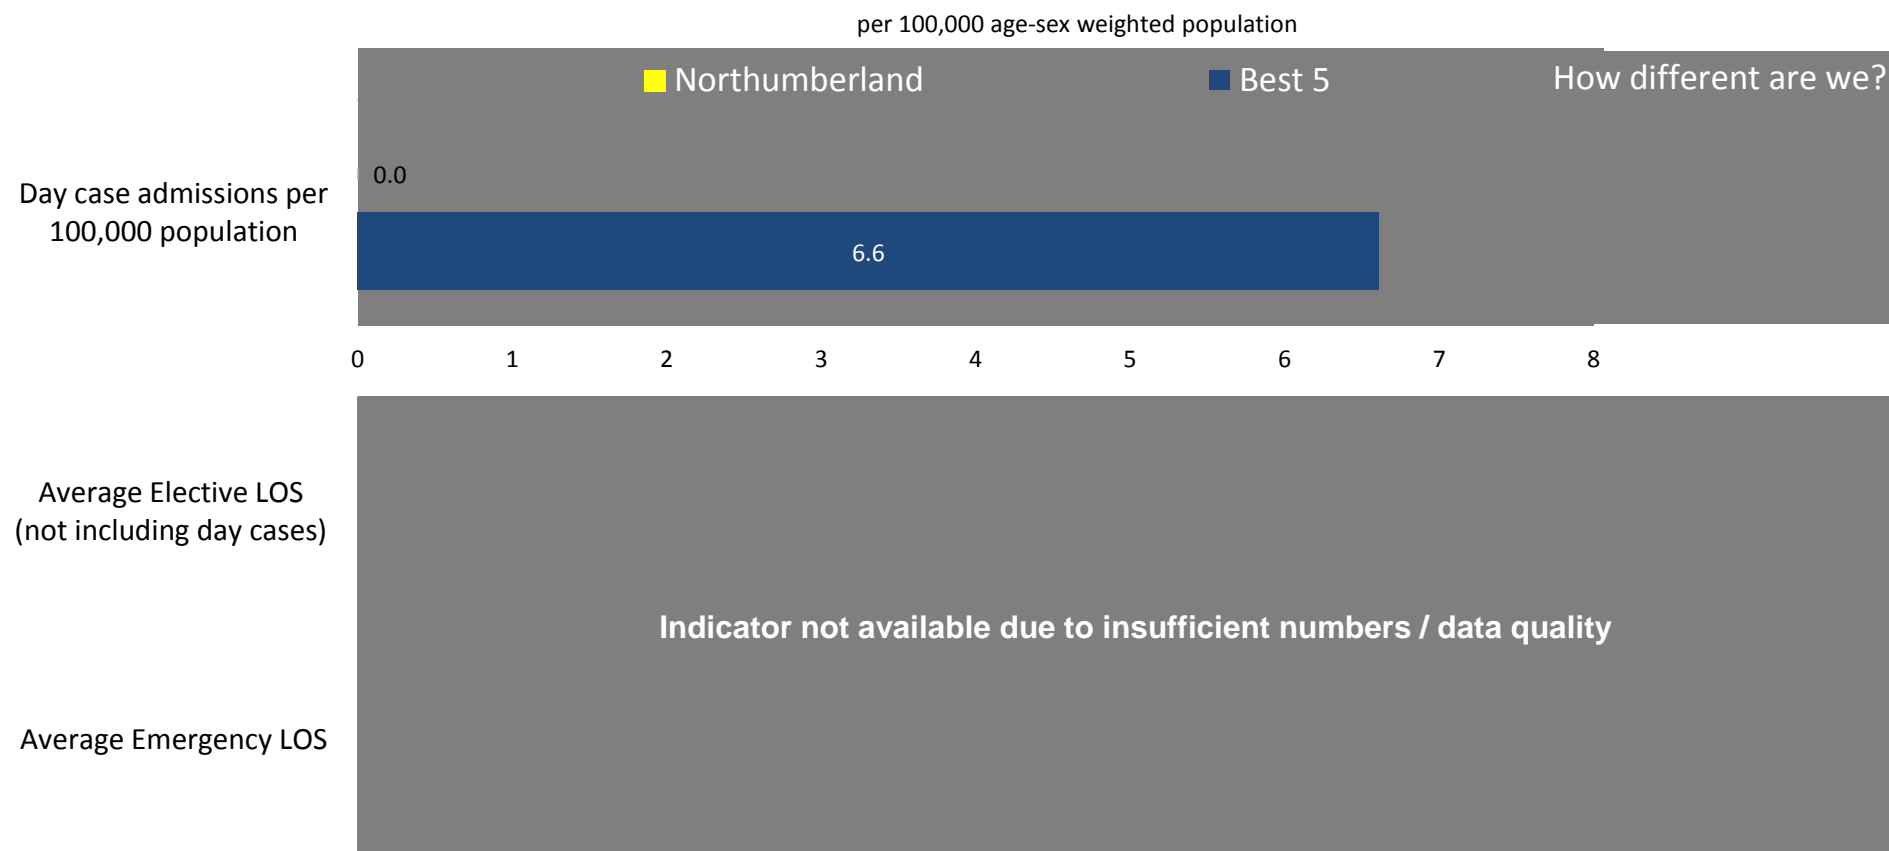 per 100,000 age-sex weighted population
Northumberland
Best 5
How different are we?
Day case admissions per
100,000 population
0.0
6.6
0 1 2 3 4 5 6 7 8
Average Elective LOS
(not including day cases)
Indicator not available due to insufficient numbers / data quality
Average Emergency LOS